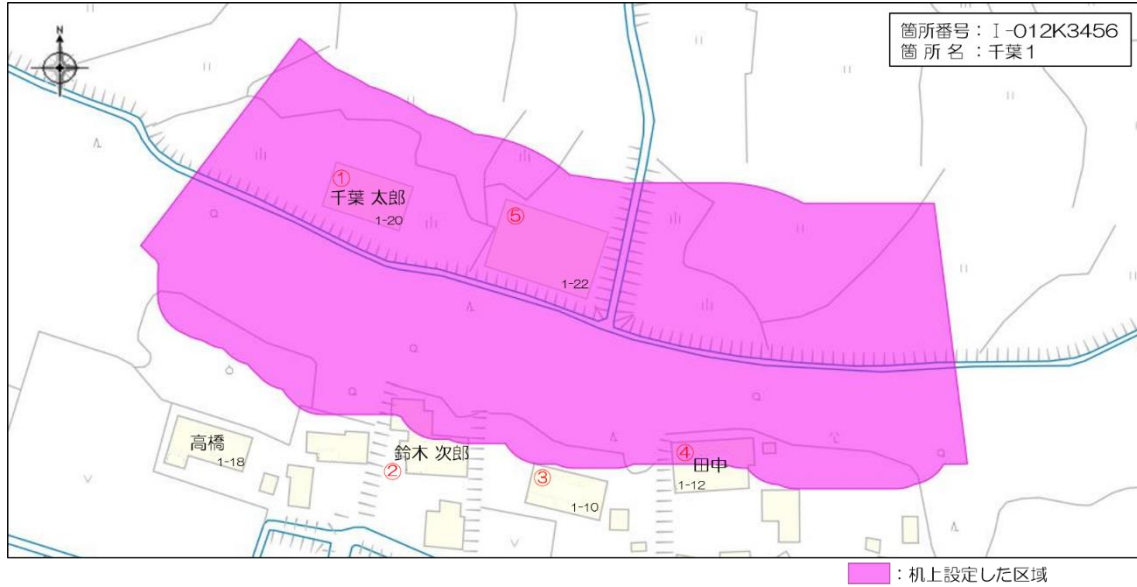 N
箇所番号：Ⅰ-012K3456
箇所名：千葉1
①
千葉 太郎
1-20
⑤
1-22
高橋
1-18
鈴木 次郎
②
③
1-10
④
田中
1-12
：机上設定した区域